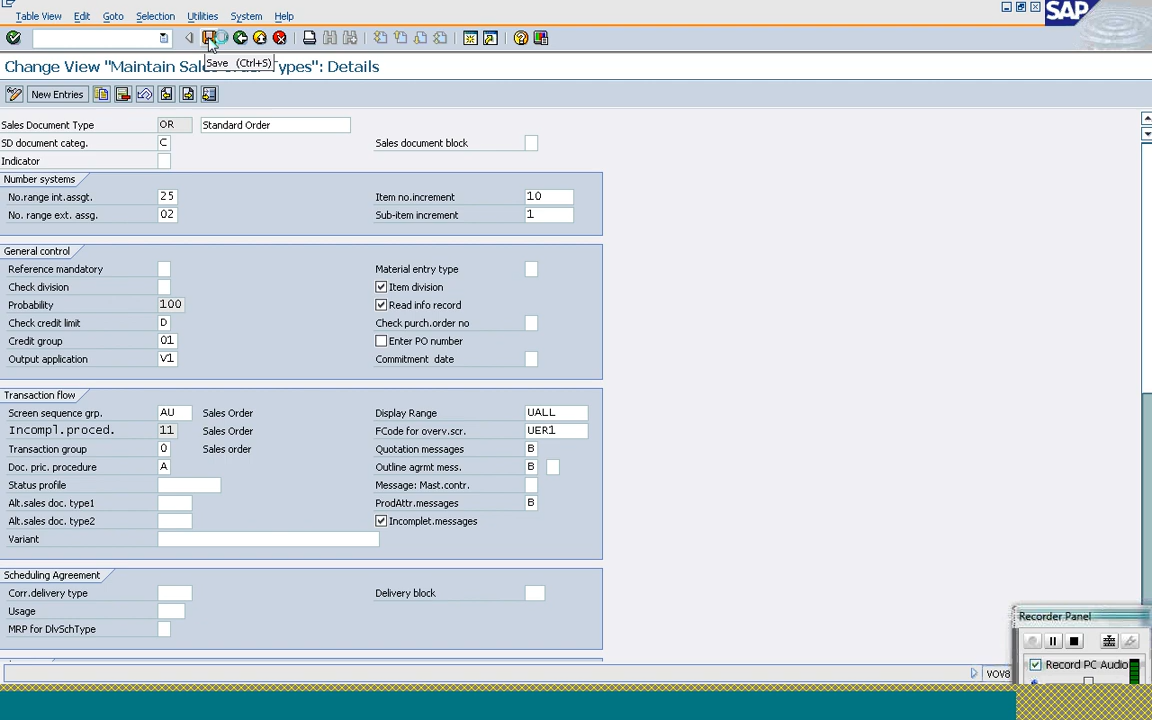 Table View Edit Goto Selection Utilities System Help
SAP
Save (Ctrl+S)
Change View "Maintain Sal ypes": Details
New Entries
Sales Document Type OR Standard Order
SD document categ. C Sales document block
Indicator
Number systems
No.range int.assgt. 25 Item no.increment 10
No. range ext. assg. 02 Sub-item increment 1
General control
Reference mandatory Material entry type
Check division Item division
Probability 100 Read info record
Check credit limit D Check purch.order no
Credit group 01 Enter PO number
Output application V1 Commitment date
Transaction flow
Screen sequence grp. AU Sales Order Display Range UALL
Incompl.proced. 11 Sales Order FCode for overv.scr. UER1
Transaction group 0 Sales order Quotation messages B
Doc. pric. procedure A Outline agrmt mess. B
Status profile Message: Mast.contr.
Alt.sales doc. type1 ProdAttr.messages B
Alt.sales doc. type2 Incomplet.messages
Variant
Scheduling Agreement
Corr.delivery type Delivery block
Usage
MRP for DlvSchType
Recorder Panel
Record PC Audio
VOV8